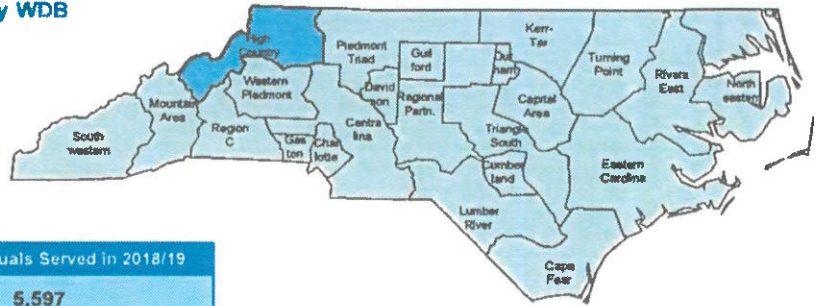 y WDB
High
Country
Piedmont
Triad
Guil
ford
Dur
ham
Kerr-
Tar
Turning
Point
Rivers
East
North
eastern
Mountain
Area
Western
Piedmont
David
son
Regional
Partn.
Capital
Area
South
western
Region
C
Gas
ton
Char
lotte
Centra
lina
Triangle
South
Cumber
land
Eastern
Carolina
Lumber
River
Cape
Fear
uals Served in 2018/19
5,597